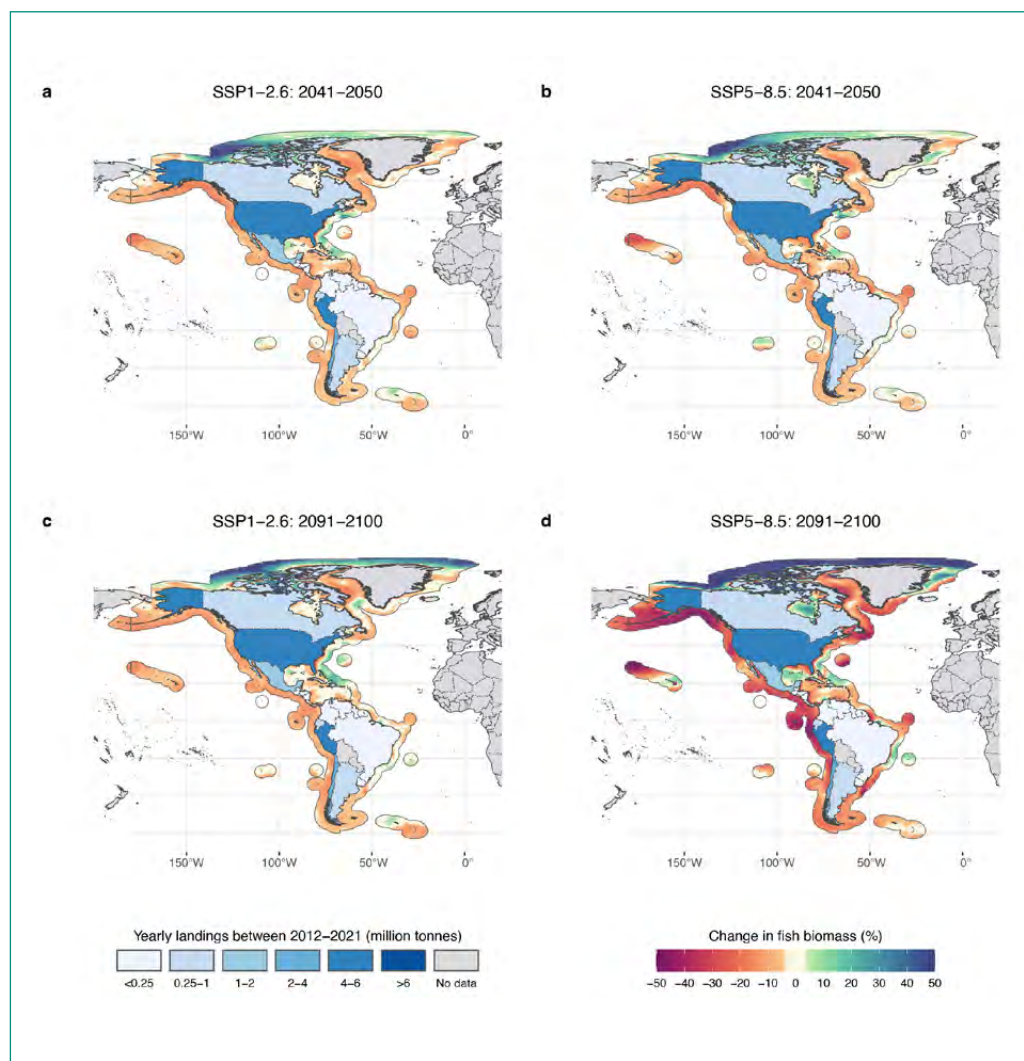 a SSP1−2.6: 2041−2050
b SSP5−8.5: 2041−2050
150°W 100°W 50°W 0°
150°W 100°W 50°W 0°
c SSP1−2.6: 2091−2100
d SSP5−8.5: 2091−2100
150°W 100°W 50°W 0°
150°W 100°W 50°W 0°
Yearly landings between 2012−2021 (million tonnes)
<0.25 0.25−1 1−2 2−4 4−6 >6 No data
Change in fish biomass (%)
−50 −40 −30 −20 −10 0 10 20 30 40 50